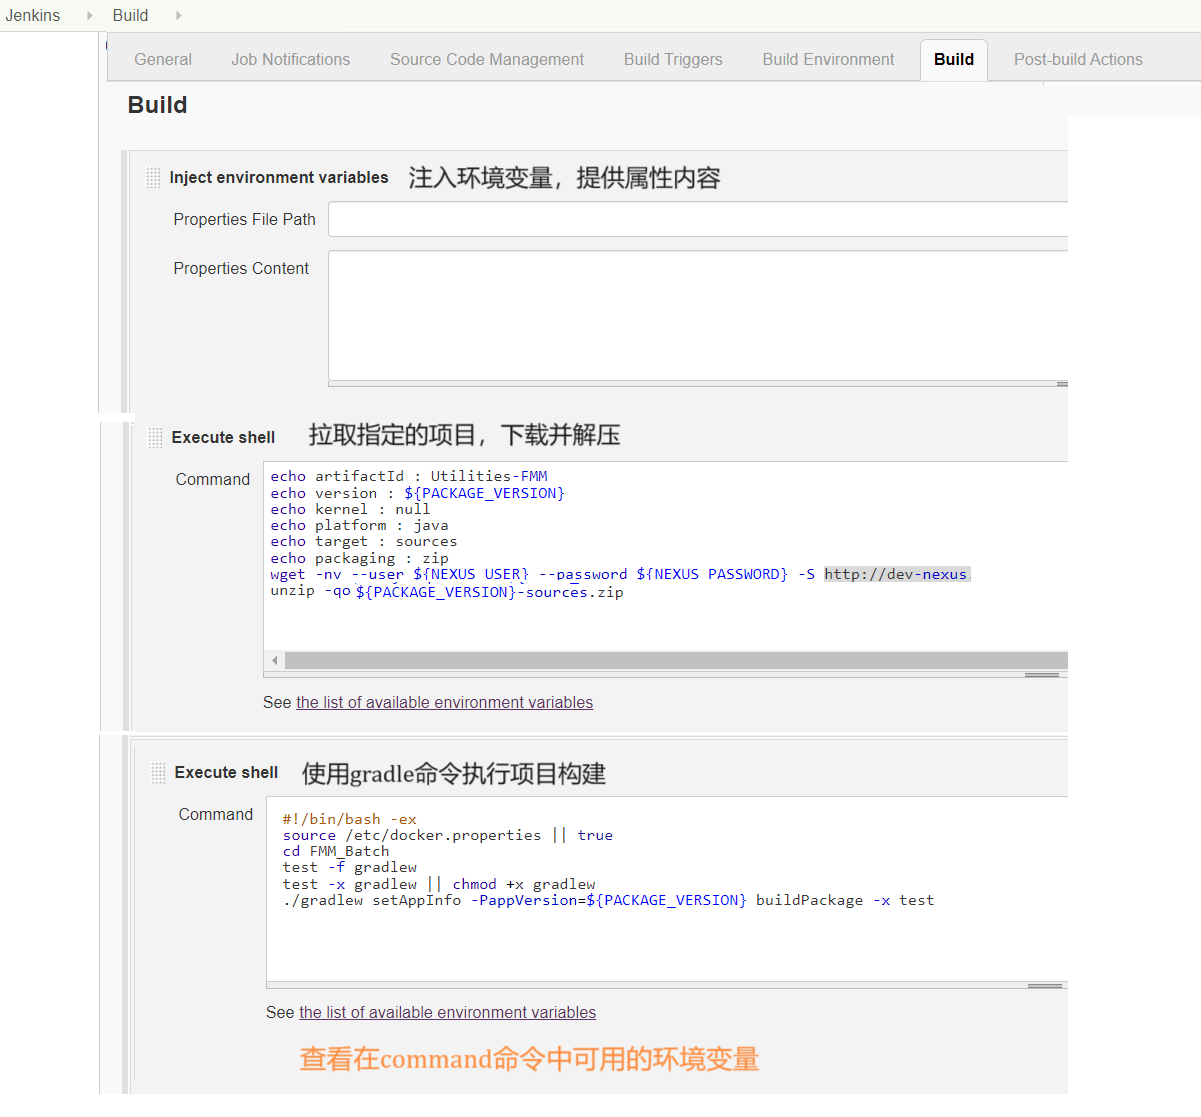 Jenkins Build
General Job Notifications Source Code Management Build Triggers Build Environment Build Post-build Actions
Build
Inject environment variables 注入环境变量，提供属性内容
Properties File Path
Properties Content
Execute shell 拉取指定的项目，下载并解压
Command
echo artifactId : Utilities-FMM
echo version : ${PACKAGE_VERSION}
echo kernel : null
echo platform : java
echo target : sources
echo packaging : zip
wget -nv --user ${NEXUS_USER} --password ${NEXUS_PASSWORD} -S http://dev-nexus.
unzip -qo ${PACKAGE_VERSION}-sources.zip
See the list of available environment variables
Execute shell 使用gradle命令执行项目构建
Command
#!/bin/bash -ex
source /etc/docker.properties || true
cd FMM_Batch
test -f gradlew
test -x gradlew || chmod +x gradlew
./gradlew setAppInfo -PappVersion=${PACKAGE_VERSION} buildPackage -x test
See the list of available environment variables
查看在command命令中可用的环境变量